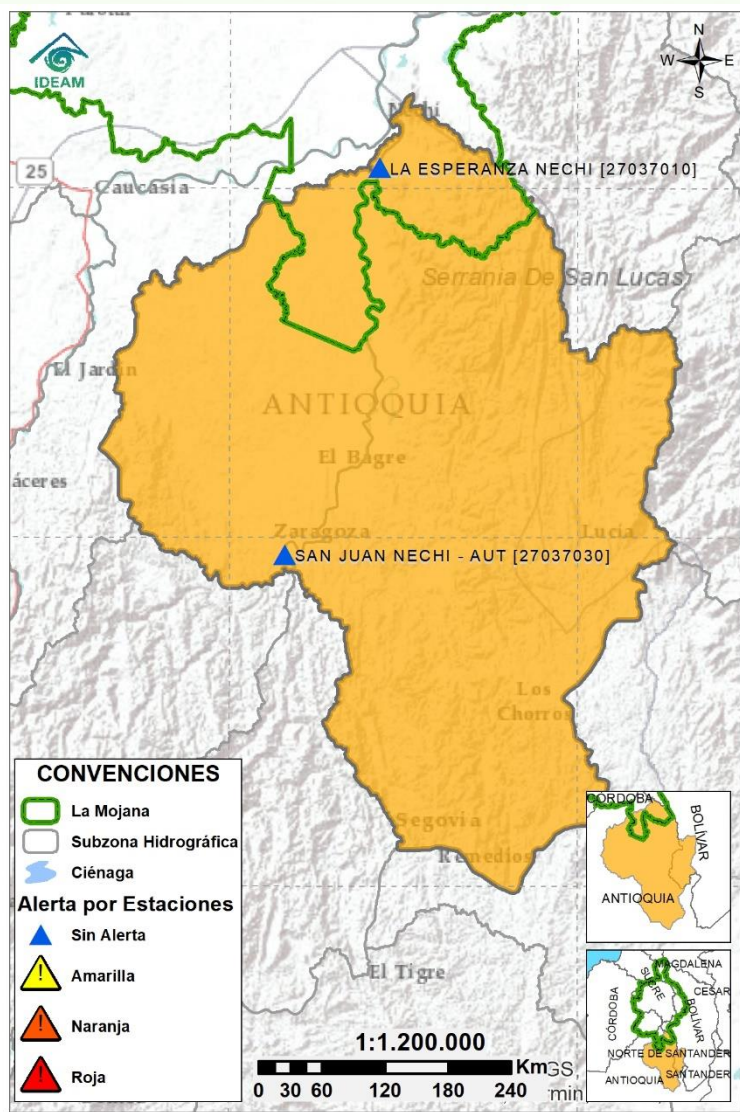 IDEAM
N
W E
S
Nechí
25
LA ESPERANZA NECHI [27037010]
Caucasia
Serranía De San Lucas
El Jardín
ANTIOQUIA
El Bagre
áceres
Zaragoza
Lucía
SAN JUAN NECHI - AUT [27037030]
Los
Chorros
Segovia
Remedios
El Tigre
CONVENCIONES
La Mojana
Subzona Hidrográfica
Ciénaga
Alerta por Estaciones
Sin Alerta
Amarilla
Naranja
Roja
1:1.200.000
Km
0 30 60 120 180 240
GS,
min
CÓRDOBA
BOLÍVAR
ANTIOQUIA
MAGDALENA
SUCRE
CESAR
CÓRDOBA
BOLÍVAR
NORTE DE SANTANDER
SANTANDER
ANTIOQUIA